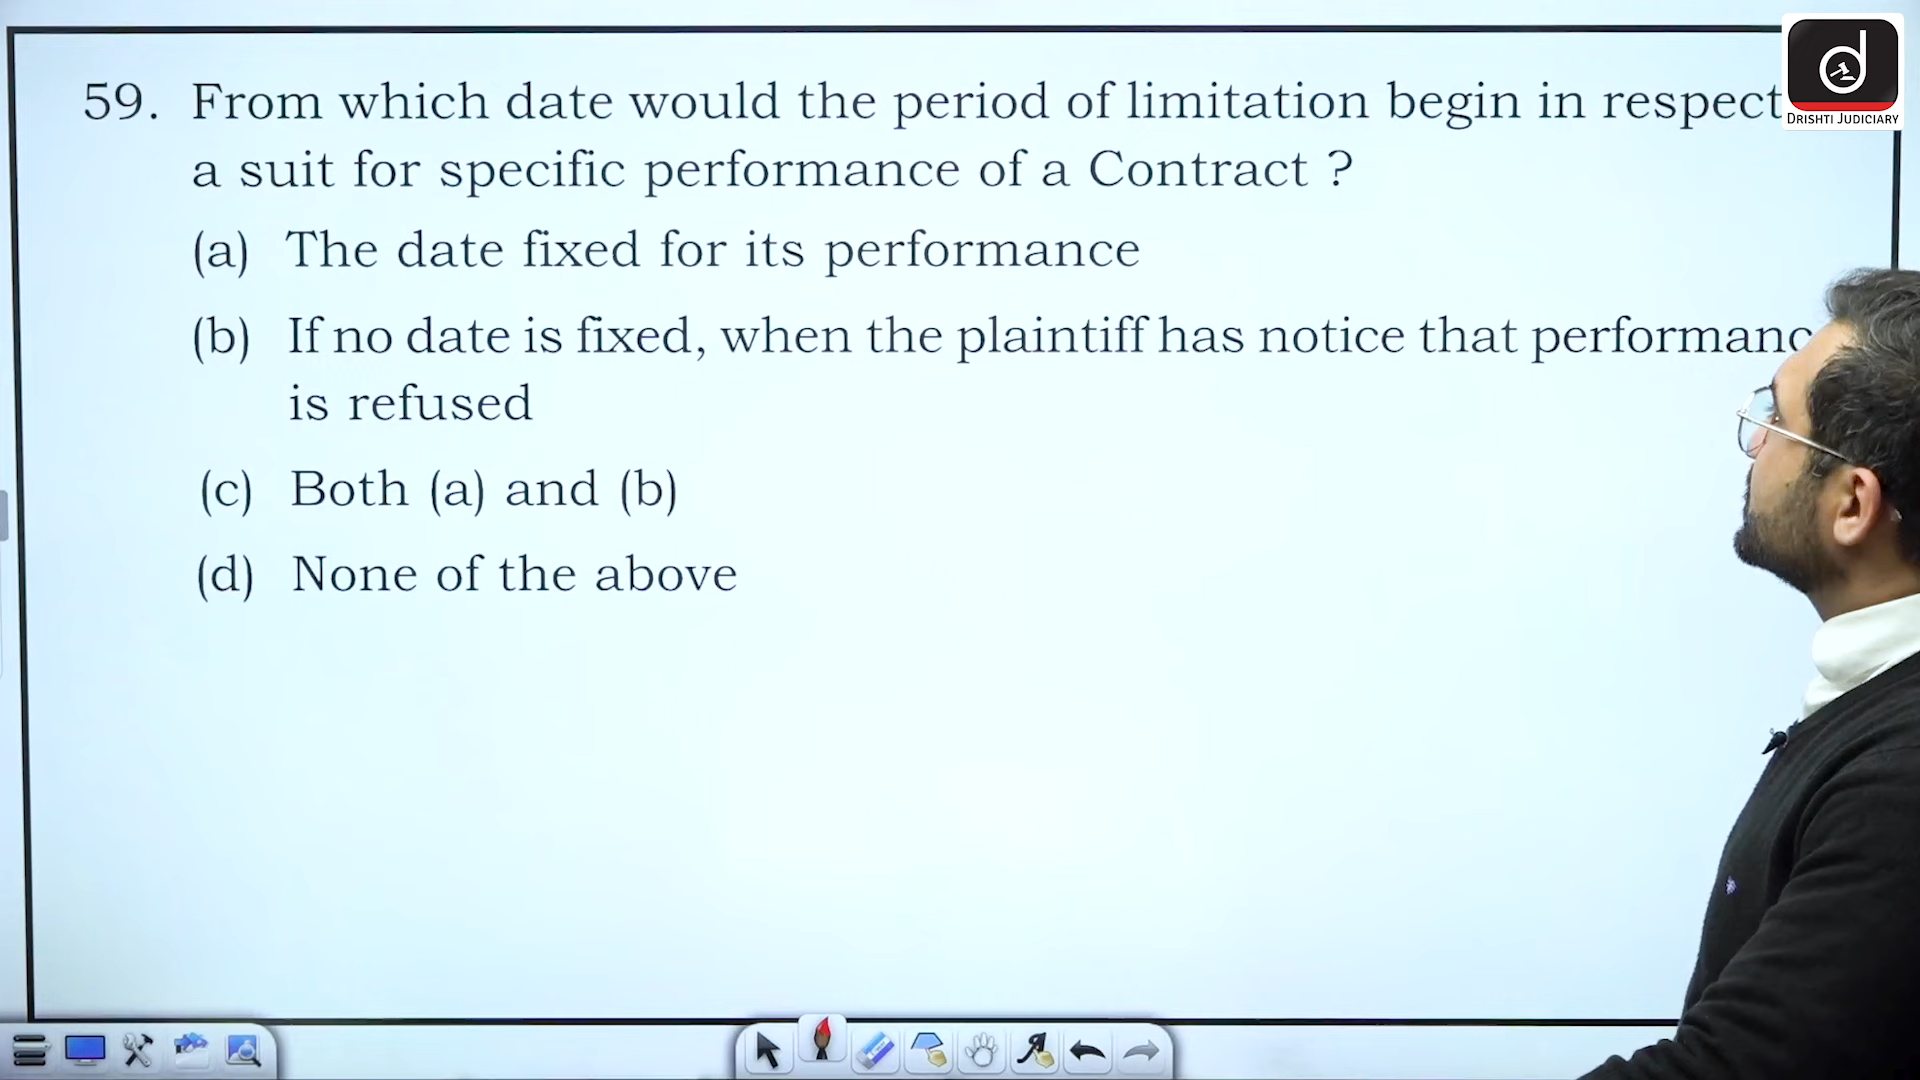 59. From which date would the period of limitation begin in respect
a suit for specific performance of a Contract ?
(a) The date fixed for its performance
(b) If no date is fixed, when the plaintiff has notice that
is refused
(c) Both (a) and (b)
(d) None of the above
d
DRISHTI JUDICIARY